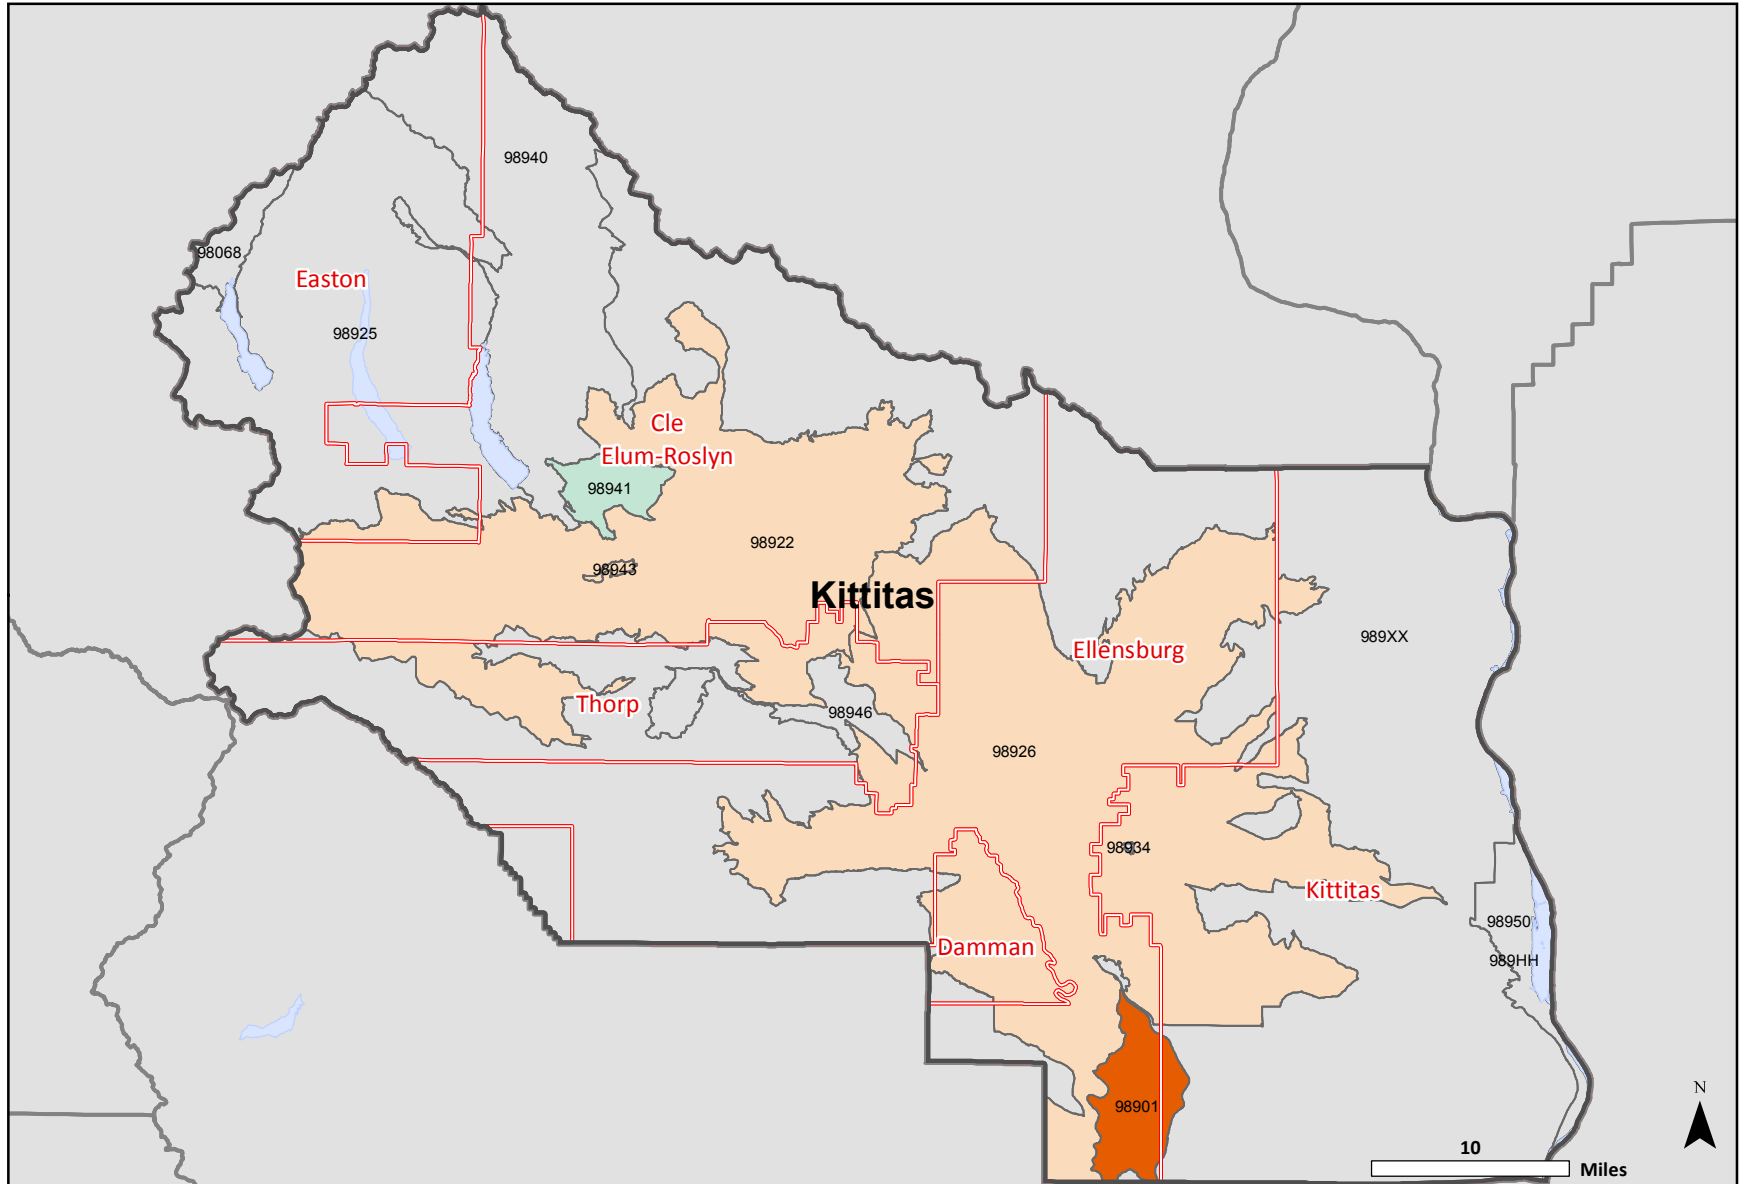 98940
98068
Easton
98925
Cle
Elum-Roslyn
98941
98922
98943
Kittitas
989XX
Ellensburg
Thorp
98946
98926
98934
Kittitas
98950
Damman
989HH
98901
N
10
Miles